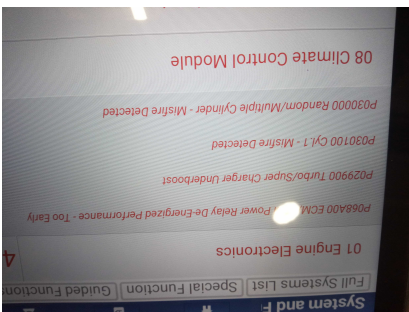 System and F
Full Systems List Special Function Guided Functions
01 Engine Electronics 4
P068A00 ECM Power Relay De-Energized Performance - Too Early
P029900 Turbo/Super Charger Underboost
P030100 Cyl.1 - Misfire Detected
P030000 Random/Multiple Cylinder - Misfire Detected
08 Climate Control Module